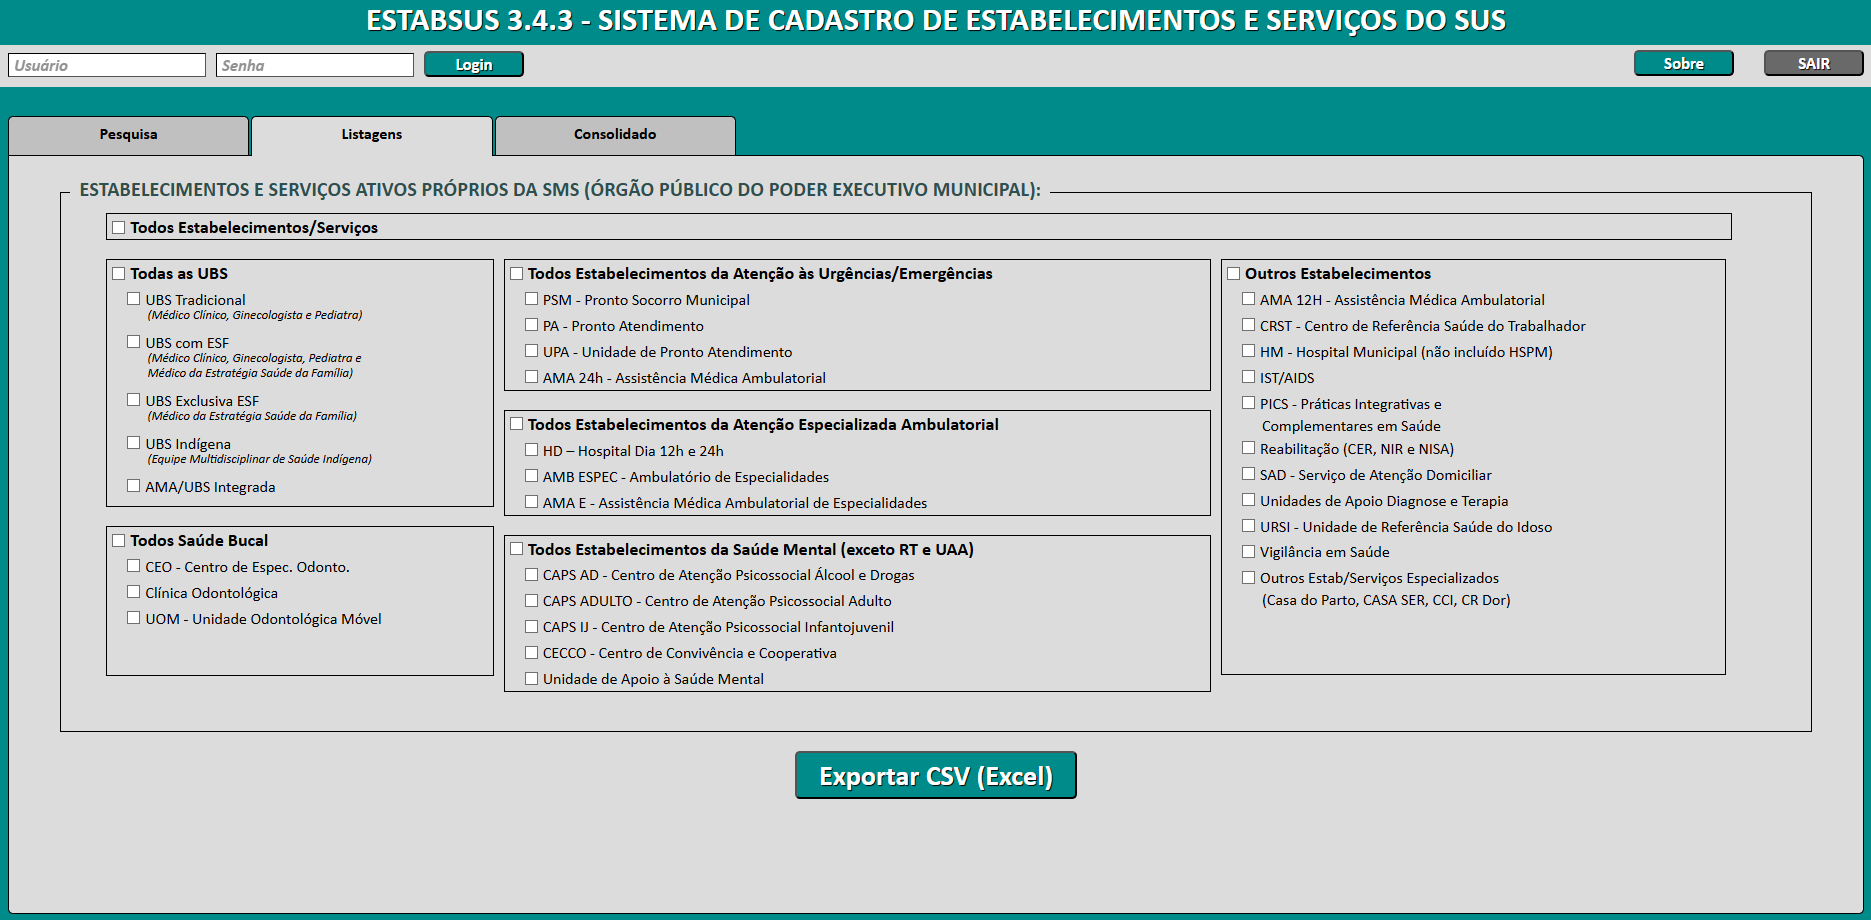 ESTABSUS 3.4.3 - SISTEMA DE CADASTRO DE ESTABELECIMENTOS E SERVIÇOS DO SUS
Usuário
Senha
Login
Sobre
SAIR
Pesquisa
Listagens
Consolidado
ESTABELECIMENTOS E SERVIÇOS ATIVOS PRÓPRIOS DA SMS (ÓRGÃO PÚBLICO DO PODER EXECUTIVO MUNICIPAL):
Todos Estabelecimentos/Serviços
Todas as UBS
UBS Tradicional
(Médico Clínico, Ginecologista e Pediatra)
UBS com ESF
(Médico Clínico, Ginecologista, Pediatra e
Médico da Estratégia Saúde da Família)
UBS Exclusiva ESF
(Médico da Estratégia Saúde da Família)
UBS Indígena
(Equipe Multidisciplinar de Saúde Indígena)
AMA/UBS Integrada
Todos Saúde Bucal
CEO - Centro de Espec. Odonto.
Clínica Odontológica
UOM - Unidade Odontológica Móvel
Todos Estabelecimentos da Atenção às Urgências/Emergências
PSM - Pronto Socorro Municipal
PA - Pronto Atendimento
UPA - Unidade de Pronto Atendimento
AMA 24h - Assistência Médica Ambulatorial
Todos Estabelecimentos da Atenção Especializada Ambulatorial
HD – Hospital Dia 12h e 24h
AMB ESPEC - Ambulatório de Especialidades
AMA E - Assistência Médica Ambulatorial de Especialidades
Todos Estabelecimentos da Saúde Mental (exceto RT e UAA)
CAPS AD - Centro de Atenção Psicossocial Álcool e Drogas
CAPS ADULTO - Centro de Atenção Psicossocial Adulto
CAPS IJ - Centro de Atenção Psicossocial Infantojuvenil
CECCO - Centro de Convivência e Cooperativa
Unidade de Apoio à Saúde Mental
Outros Estabelecimentos
AMA 12H - Assistência Médica Ambulatorial
CRST - Centro de Referência Saúde do Trabalhador
HM - Hospital Municipal (não incluído HSPM)
IST/AIDS
PICS - Práticas Integrativas e
Complementares em Saúde
Reabilitação (CER, NIR e NISA)
SAD - Serviço de Atenção Domiciliar
Unidades de Apoio Diagnose e Terapia
URSI - Unidade de Referência Saúde do Idoso
Vigilância em Saúde
Outros Estab/Serviços Especializados
(Casa do Parto, CASA SER, CCI, CR Dor)
Exportar CSV (Excel)